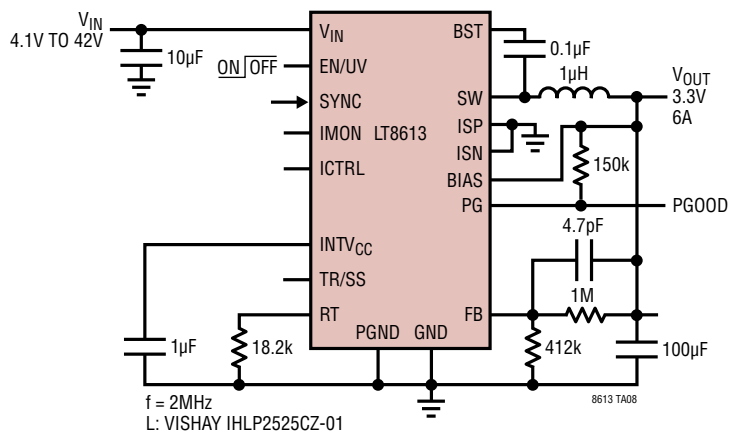 VIN
4.1V TO 42V
10µF
ON OFF
VIN
EN/UV
SYNC
IMON
LT8613
ICTRL
INTVCC
TR/SS
RT
PGND
GND
BST
SW
ISP
ISN
BIAS
PG
FB
0.1µF
1µH
VOUT
3.3V
6A
150k
PGOOD
4.7pF
1M
412k
100µF
1µF
18.2k
8613 TA08
f = 2MHz
L: VISHAY IHLP2525CZ-01